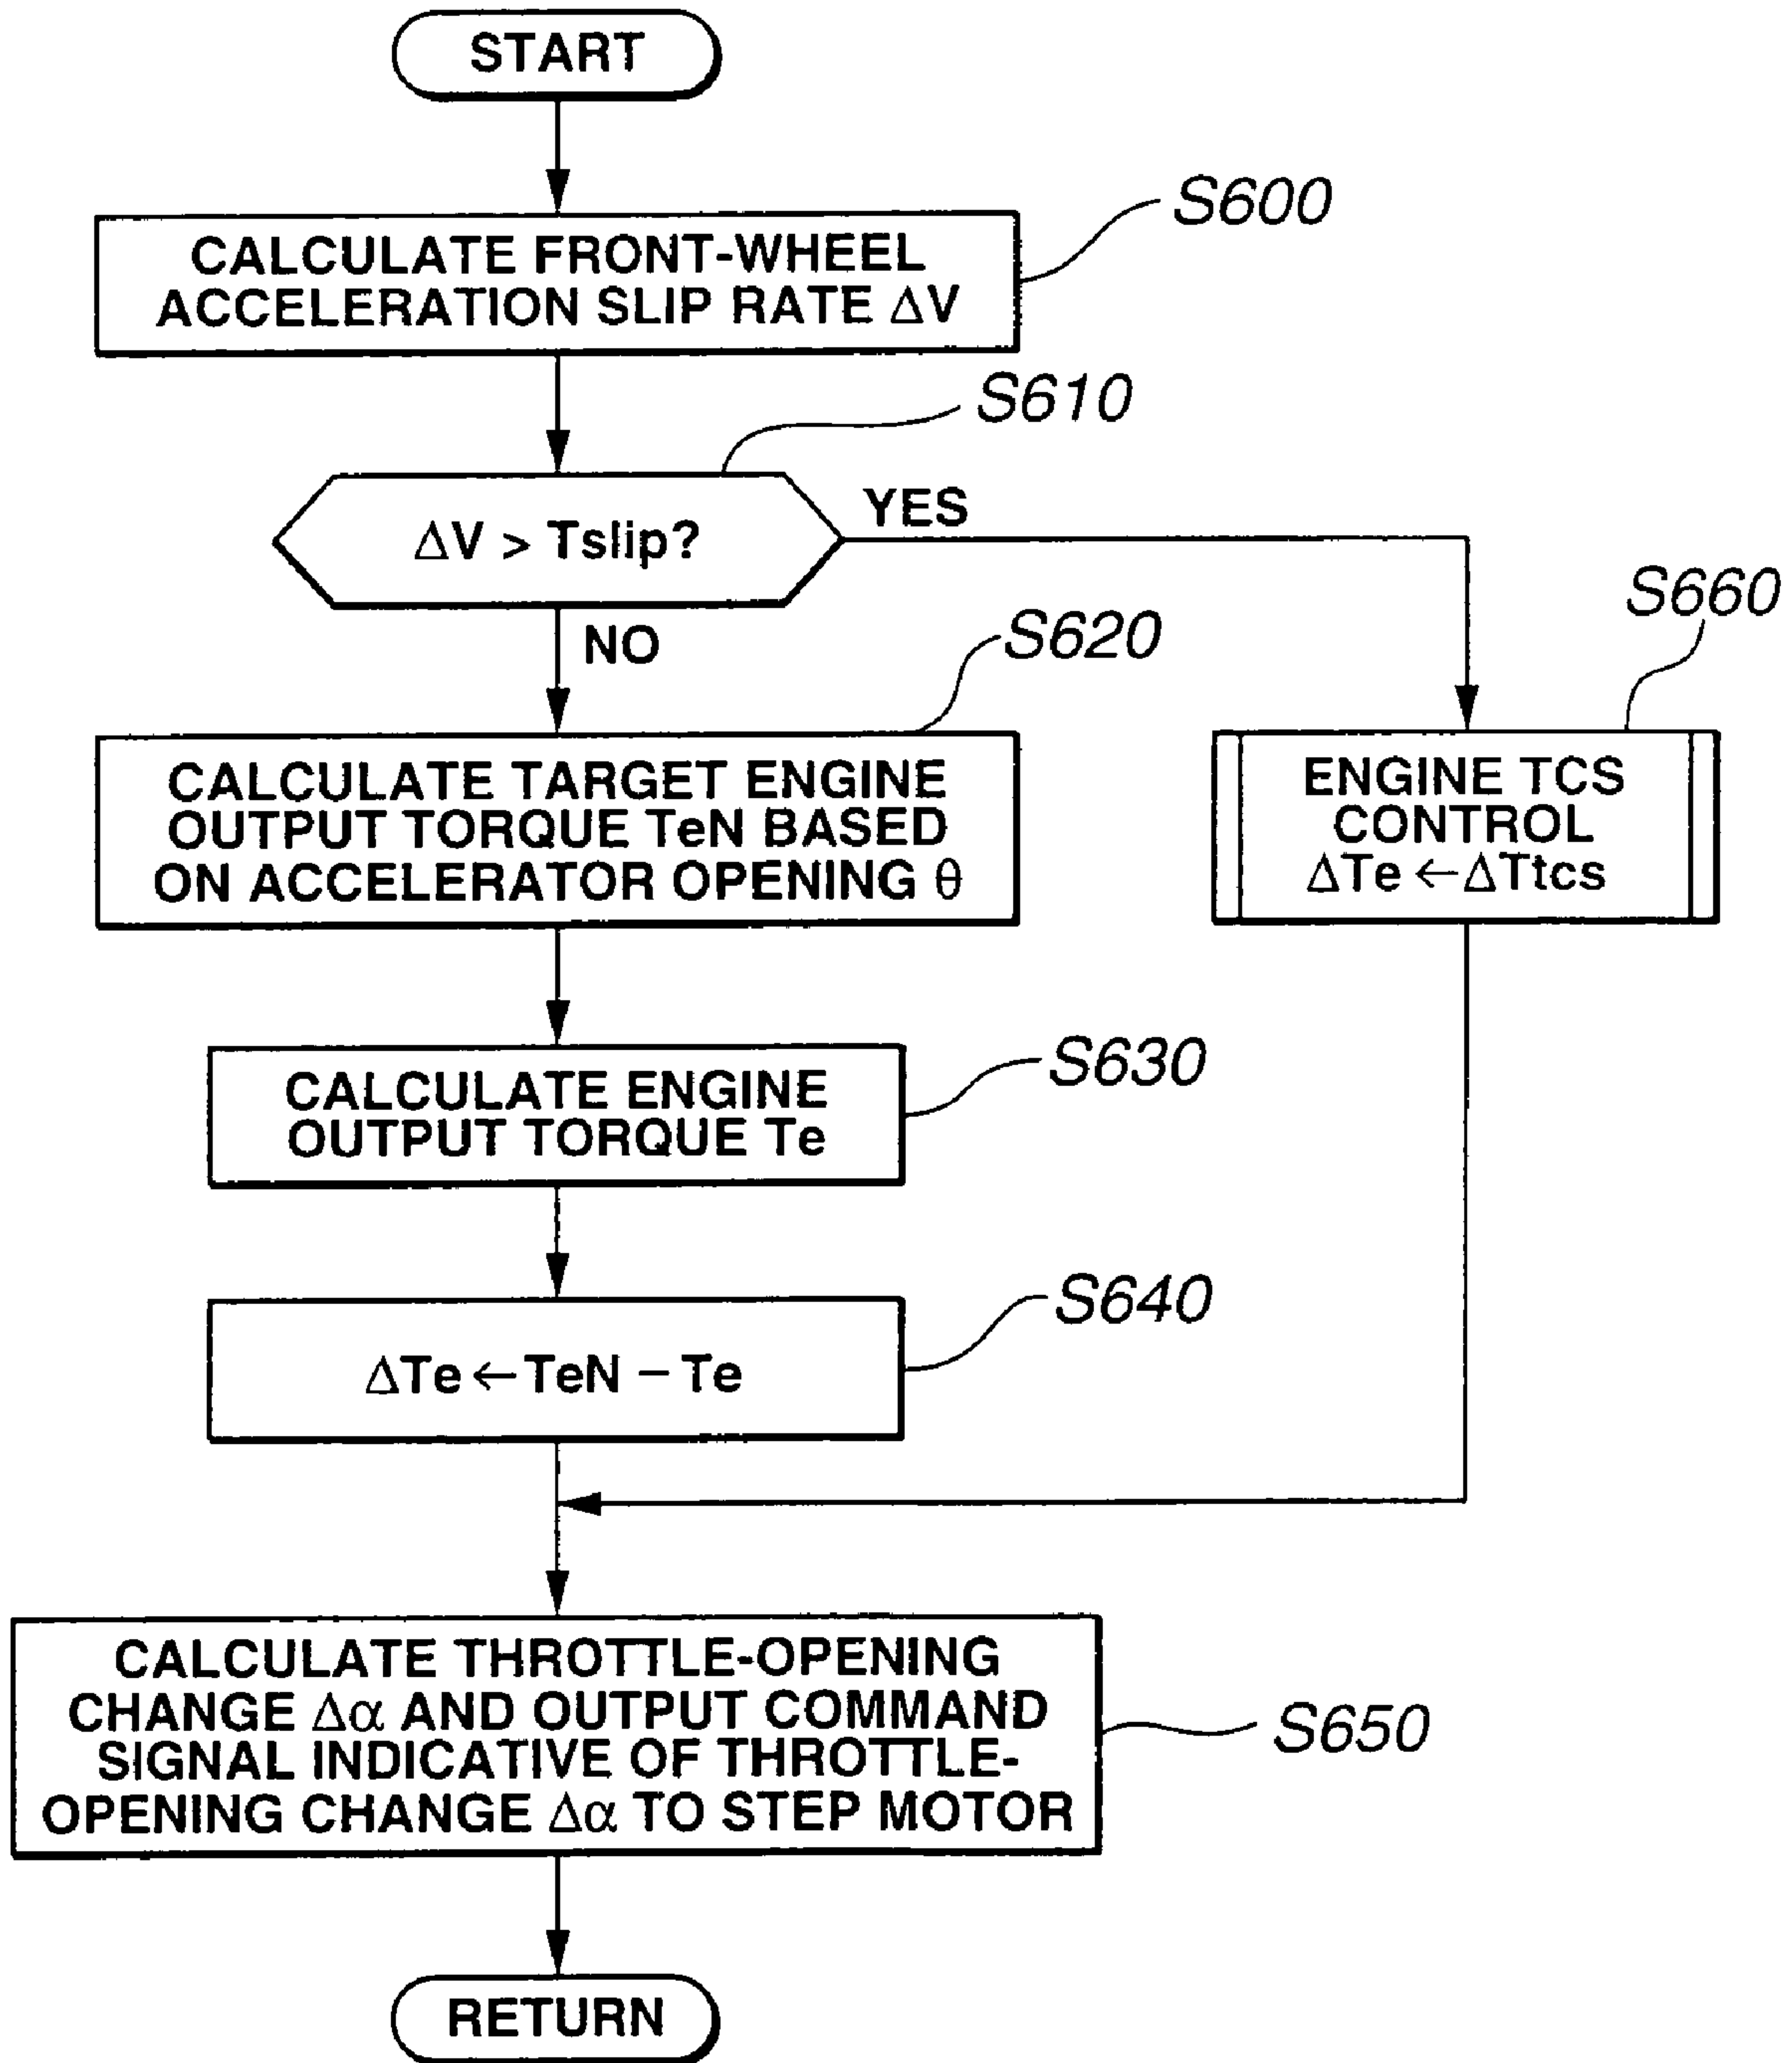 START
S600
CALCULATE FRONT-WHEEL
ACCELERATION SLIP RATE ΔV
S610
ΔV > Tslip?
YES
NO
S620
S660
CALCULATE TARGET ENGINE
OUTPUT TORQUE TeN BASED
ON ACCELERATOR OPENING θ
ENGINE TCS
CONTROL
ΔTe ← ΔTtcs
S630
CALCULATE ENGINE
OUTPUT TORQUE Te
S640
ΔTe ← TeN − Te
CALCULATE THROTTLE-OPENING
CHANGE Δα AND OUTPUT COMMAND
SIGNAL INDICATIVE OF THROTTLE-
OPENING CHANGE Δα TO STEP MOTOR
S650
RETURN